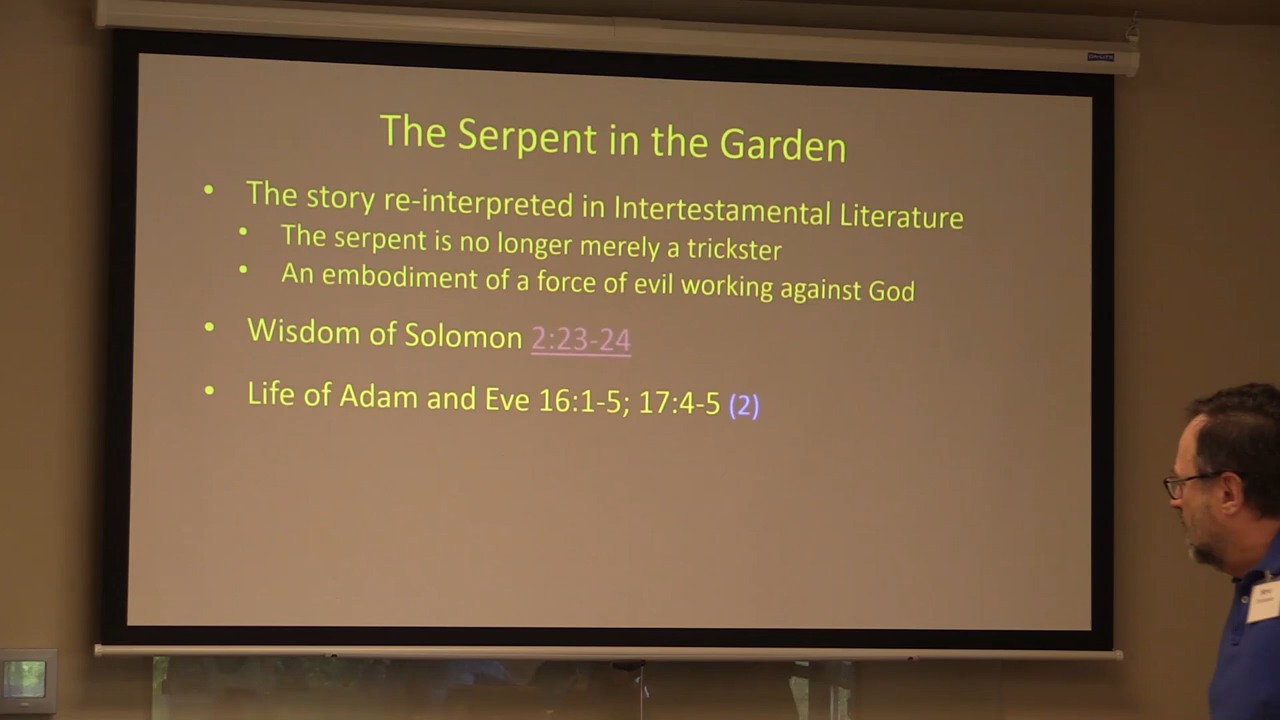 The Serpent in the Garden
• The story re-interpreted in Intertestamental Literature
• The serpent is no longer merely a trickster
• An embodiment of a force of evil working against God
• Wisdom of Solomon 2:23-24
• Life of Adam and Eve 16:1-5; 17:4-5 (2)